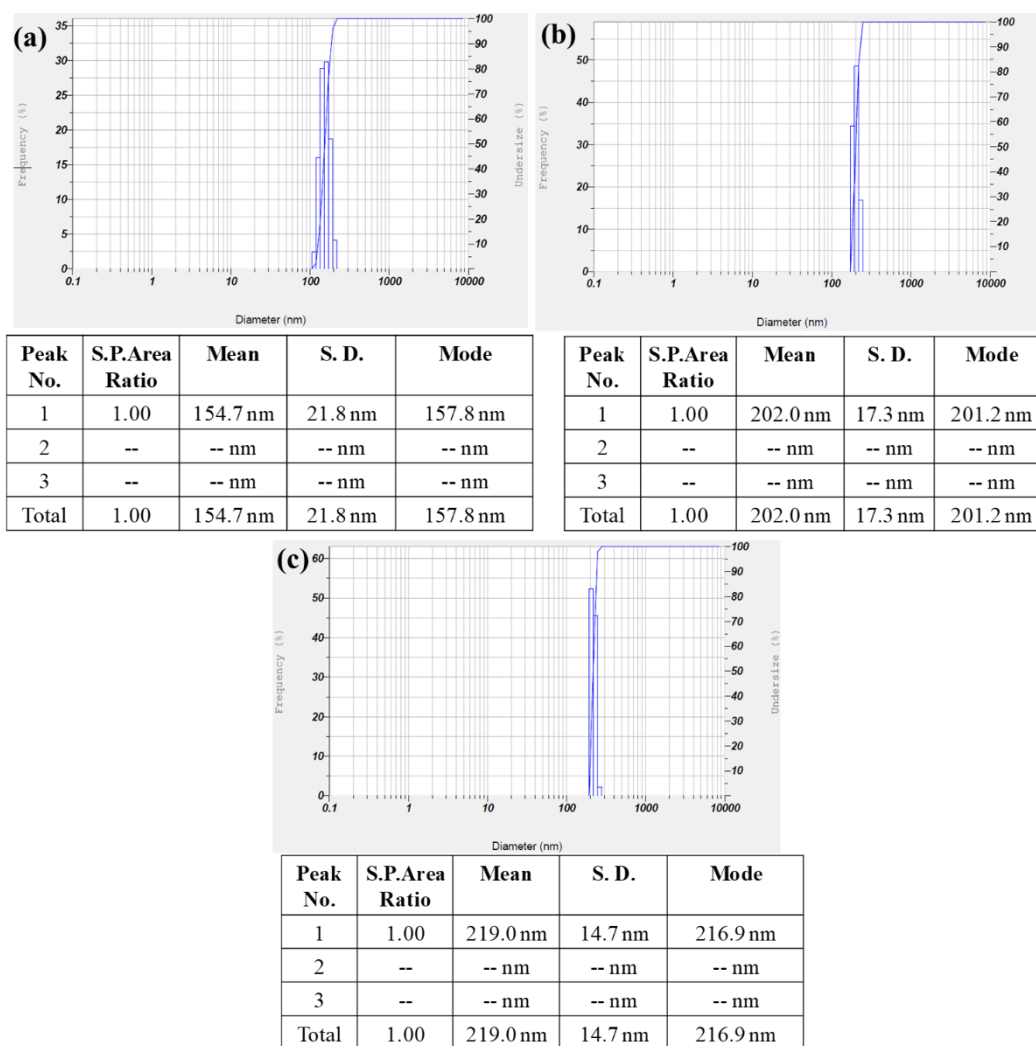 (a)
35
30
25
20
15
10
5
0
Frequency (%)
100
90
80
70
60
50
40
30
20
10
Undersize (%)
0.1 1 10 100 1000 10000
Diameter (nm)
Peak No. S.P.Area Ratio Mean S. D. Mode
1 1.00 154.7 nm 21.8 nm 157.8 nm
2 -- -- nm -- nm -- nm
3 -- -- nm -- nm -- nm
Total 1.00 154.7 nm 21.8 nm 157.8 nm
(b)
50
40
30
20
10
0
Frequency (%)
100
90
80
70
60
50
40
30
20
10
0.1 1 10 100 1000 10000
Diameter (nm)
Peak No. S.P.Area Ratio Mean S. D. Mode
1 1.00 202.0 nm 17.3 nm 201.2 nm
2 -- -- nm -- nm -- nm
3 -- -- nm -- nm -- nm
Total 1.00 202.0 nm 17.3 nm 201.2 nm
(c)
60
50
40
30
20
10
0
Frequency (%)
100
90
80
70
60
50
40
30
20
10
Undersize (%)
0.1 1 10 100 1000 10000
Diameter (nm)
Peak No. S.P.Area Ratio Mean S. D. Mode
1 1.00 219.0 nm 14.7 nm 216.9 nm
2 -- -- nm -- nm -- nm
3 -- -- nm -- nm -- nm
Total 1.00 219.0 nm 14.7 nm 216.9 nm